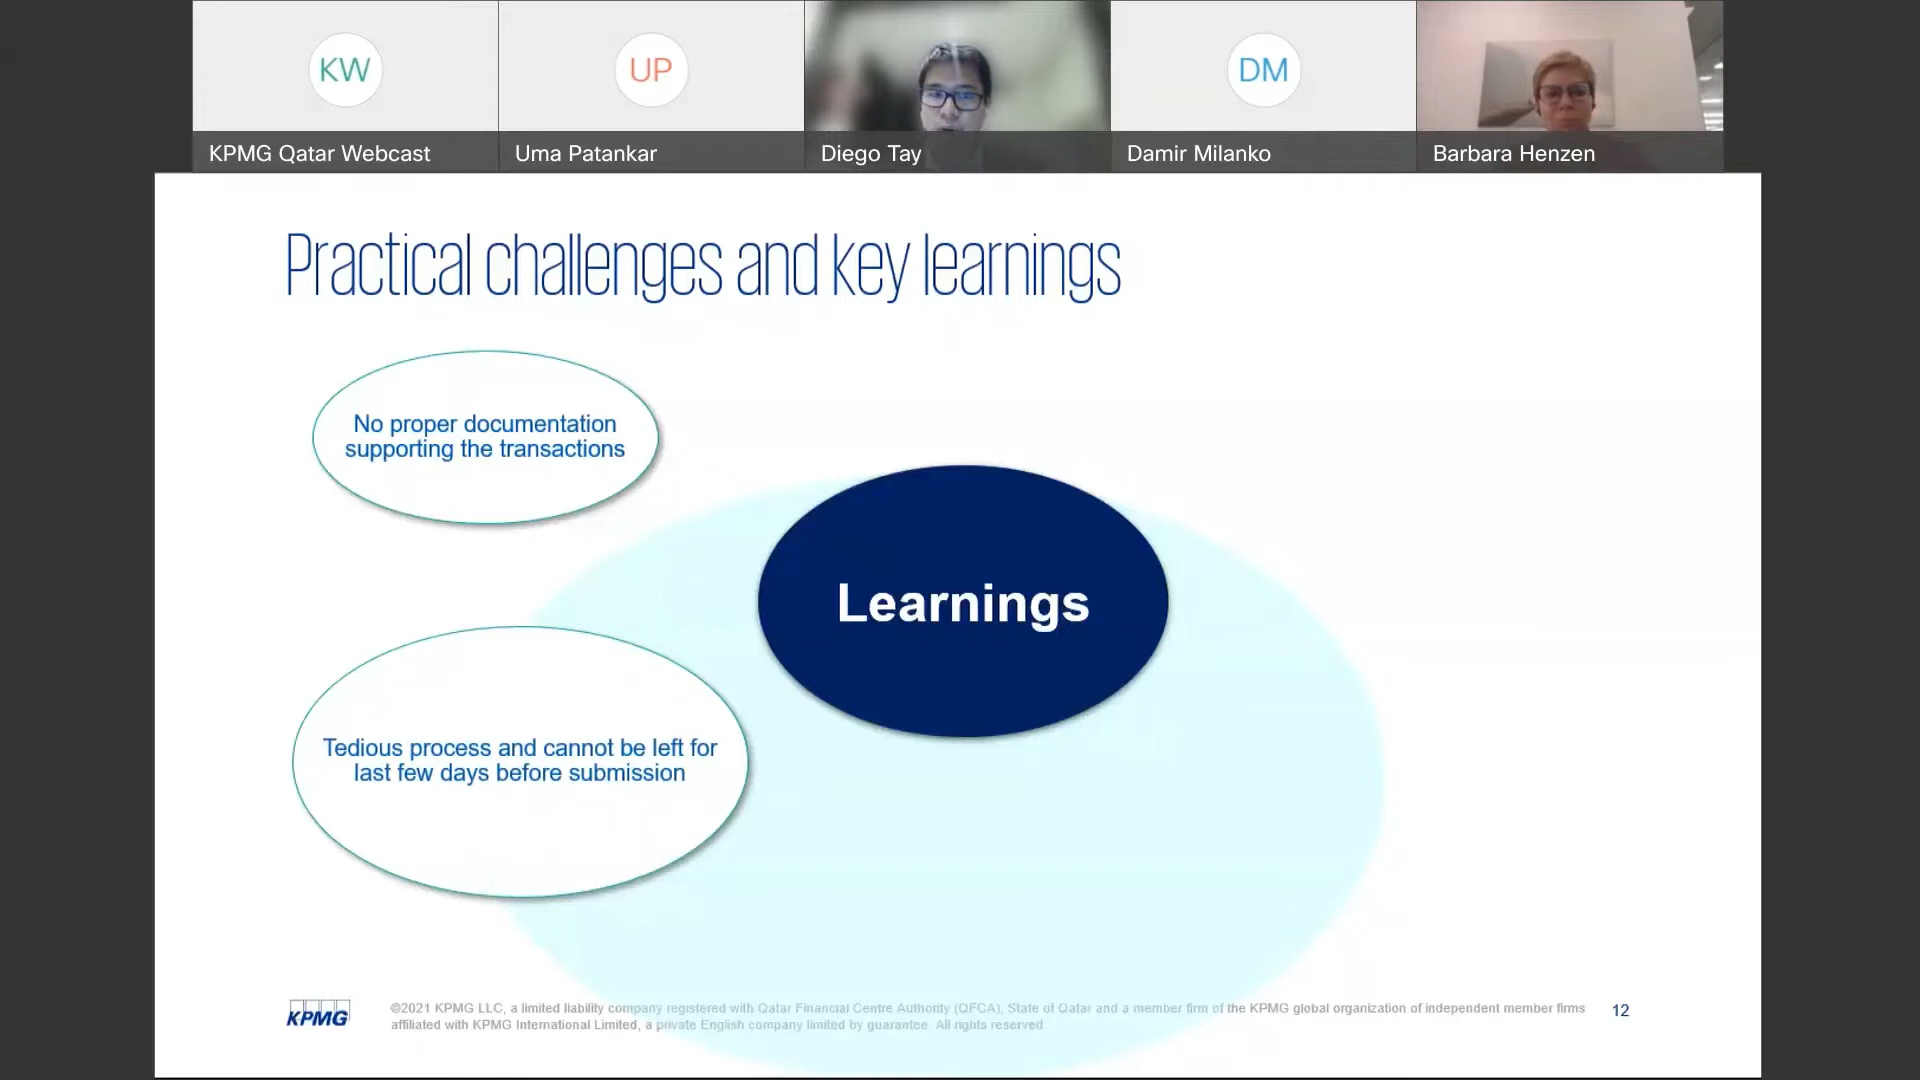 KW
UP
DM
KPMG Qatar Webcast
Uma Patankar
Diego Tay
Damir Milanko
Barbara Henzen
Practical challenges and key learnings
No proper documentation
supporting the transactions
Learnings
Tedious process and cannot be left for
last few days before submission
KPMG
©2021 KPMG LLC, a limited liability company registered with Qatar Financial Centre Authority (QFCA), State of Qatar and a member firm of the KPMG global organization of independent member firms
affiliated with KPMG International Limited, a private English company limited by guarantee. All rights reserved
12